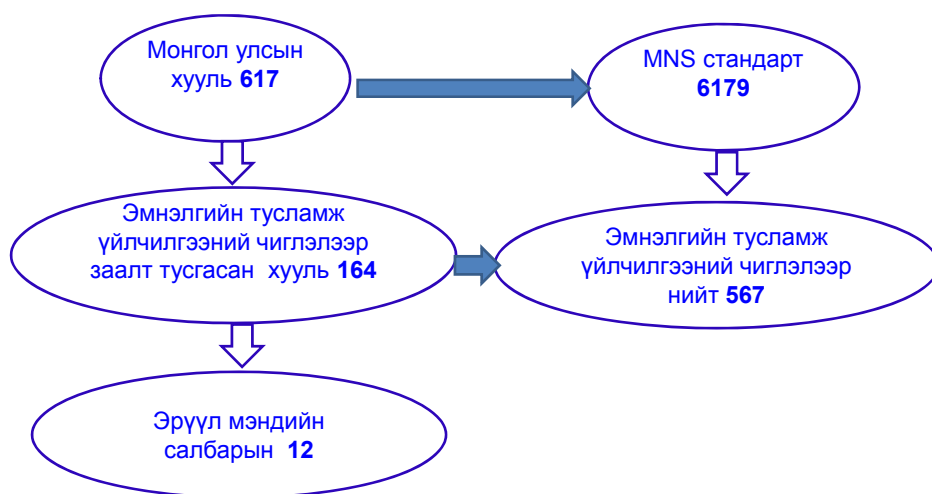 Монгол улсын
хууль 617
MNS стандарт
6179
Эмнэлгийн тусламж
үйлчилгээний чиглэлээр
заалт тусгасан хууль 164
Эмнэлгийн тусламж
үйлчилгээний чиглэлээр
нийт 567
Эрүүл мэндийн
салбарын 12